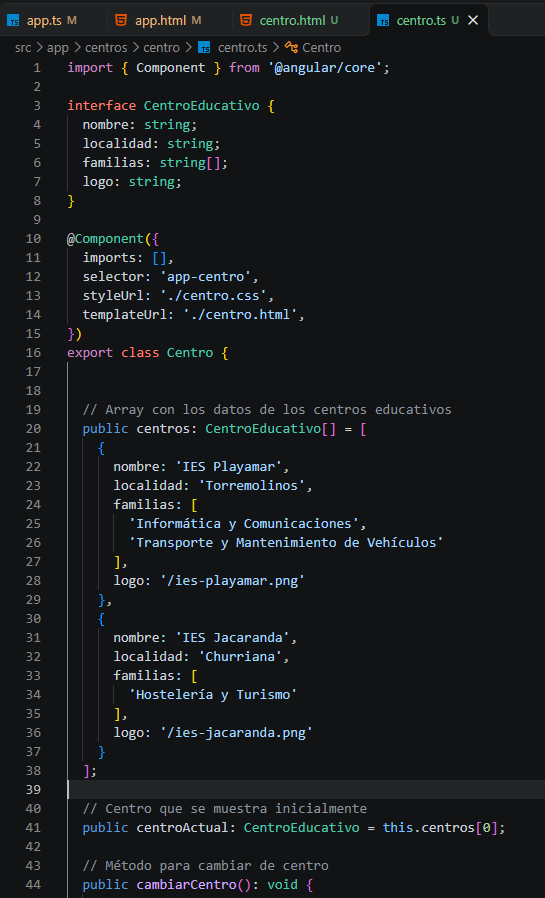 app.ts M app.html M centro.html U centro.ts U
src > app > centros > centro > centro.ts > Centro
1 import { Component } from '@angular/core';
2
3 interface CentroEducativo {
4 nombre: string;
5 localidad: string;
6 familias: string[];
7 logo: string;
8 }
9
10 @Component({
11 imports: [],
12 selector: 'app-centro',
13 styleUrl: './centro.css',
14 templateUrl: './centro.html',
15 })
16 export class Centro {
17
18
19 // Array con los datos de los centros educativos
20 public centros: CentroEducativo[] = [
21 {
22 nombre: 'IES Playamar',
23 localidad: 'Torremolinos',
24 familias: [
25 'Informática y Comunicaciones',
26 'Transporte y Mantenimiento de Vehículos'
27 ],
28 logo: '/ies-playamar.png'
29 },
30 {
31 nombre: 'IES Jacaranda',
32 localidad: 'Churriana',
33 familias: [
34 'Hostelería y Turismo'
35 ],
36 logo: '/ies-jacaranda.png'
37 }
38 ];
39
40 // Centro que se muestra inicialmente
41 public centroActual: CentroEducativo = this.centros[0];
42
43 // Método para cambiar de centro
44 public cambiarCentro(): void {